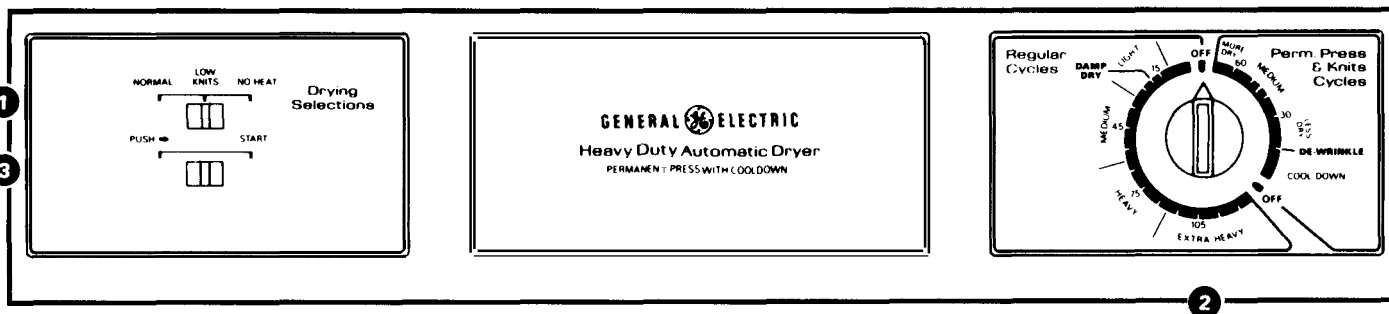 1
NORMAL
LOW
KNITS
NO HEAT
Drying
Selections
3
PUSH
START
GENERAL GE ELECTRIC
Heavy Duty Automatic Dryer
PERMANENT PRESS WITH COOLDOWN
Regular
Cycles
DAMP
DRY
LIGHT
15
OFF
MORE
DRY
60
MEDIUM
Perm. Press
& Knits
Cycles
30
LESS
DRY
DE-WRINKLE
COOL DOWN
OFF
MEDIUM
45
75
HEAVY
105
EXTRA HEAVY
2